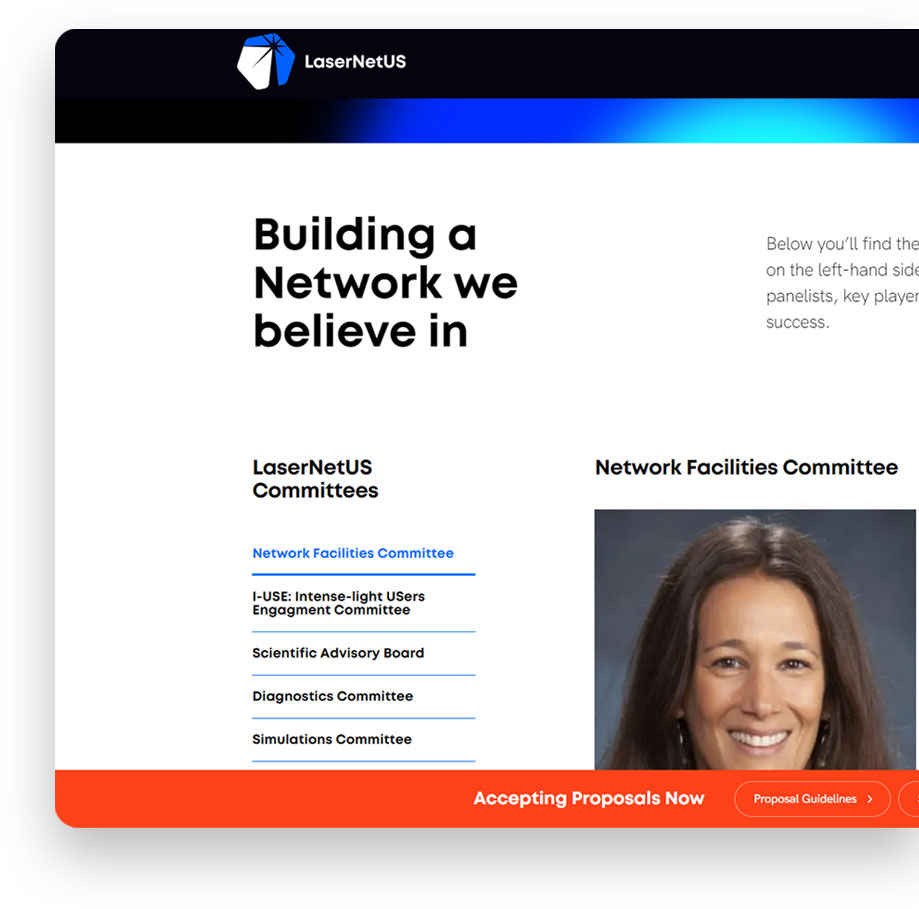 LaserNetUS
Building a
Network we
believe in
Below you'll find the
on the left-hand side
panelists, key player
success.
LaserNetUS
Committees
Network Facilities Committee
I-USE: Intense-light USers
Engagment Committee
Scientific Advisory Board
Diagnostics Committee
Simulations Committee
Network Facilities Committee
Accepting Proposals Now
Proposal Guidelines >